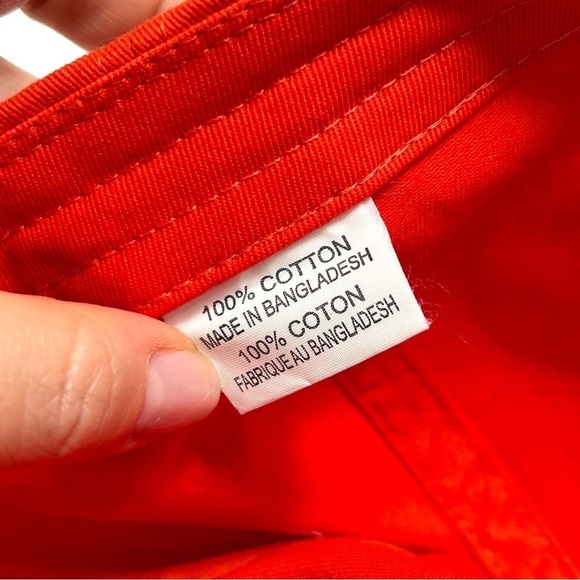 100% COTTON
MADE IN BANGLADESH
100% COTON
FABRIQUE AU BANGLADESH